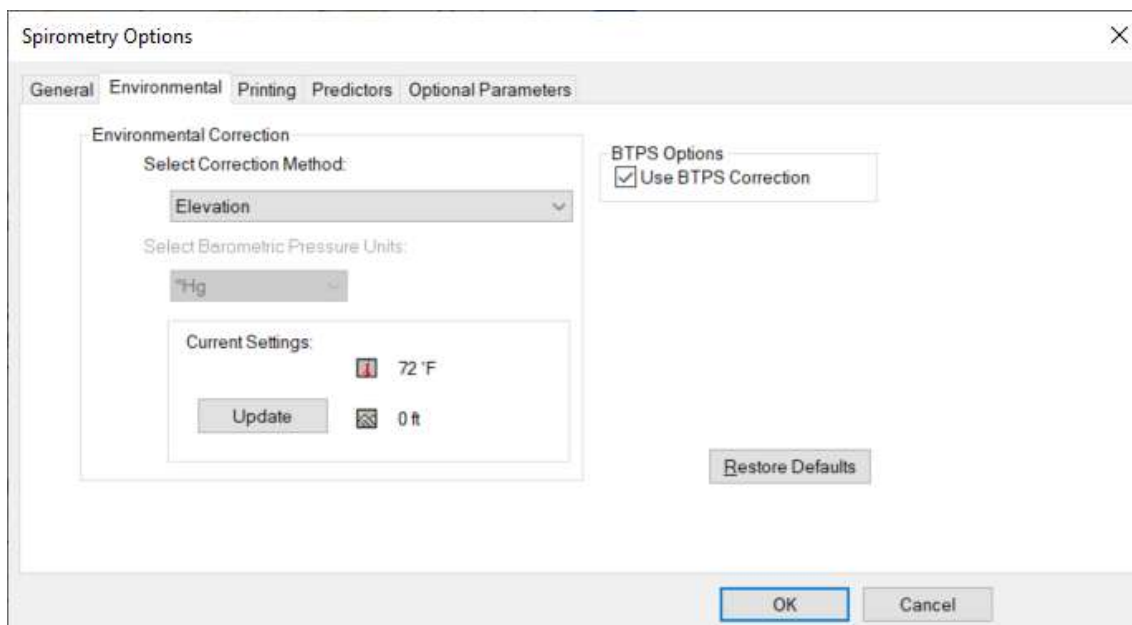 Spirometry Options
General Environmental Printing Predictors Optional Parameters
Environmental Correction
Select Correction Method:
Elevation
Select Barometric Pressure Units:
"Hg
Current Settings:
72 °F
Update
0 ft
BTPS Options
Use BTPS Correction
Restore Defaults
OK Cancel